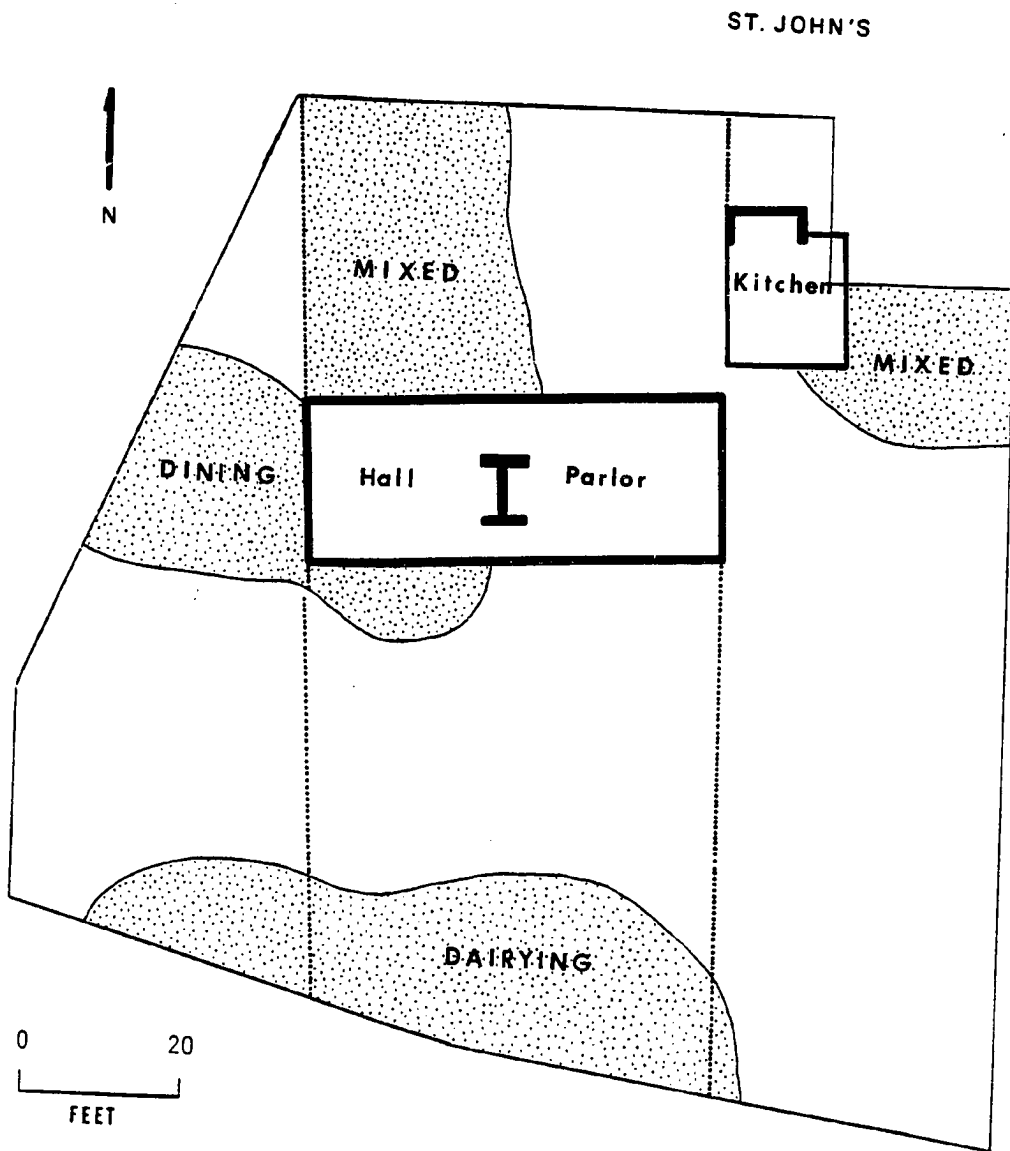 ST. JOHN'S
N
MIXED
Kitchen
MIXED
DINING
Hall
Parlor
DAIRYING
0 20
FEET